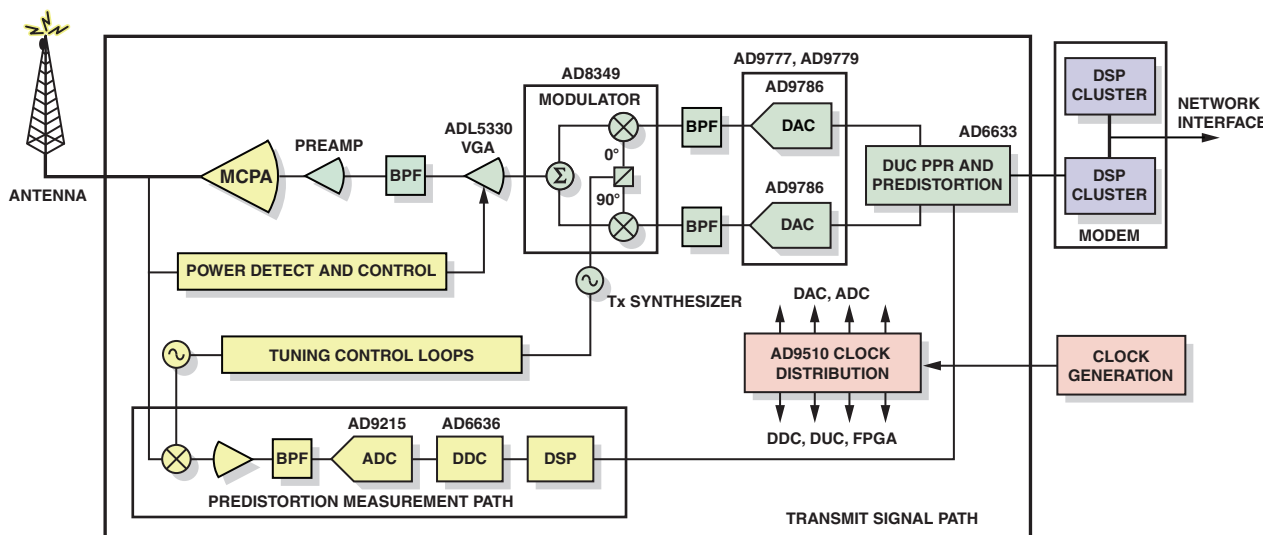 AD9777, AD9779
AD8349
MODULATOR
AD9786
DAC
DSP
CLUSTER
NETWORK
INTERFACE
ADL5330
VGA
PREAMP
BPF
AD6633
0°
Σ
MCPA
BPF
DUC PPR AND
PREDISTORTION
DSP
CLUSTER
ANTENNA
90°
AD9786
BPF
DAC
MODEM
POWER DETECT AND CONTROL
Tx SYNTHESIZER
DAC, ADC
TUNING CONTROL LOOPS
AD9510 CLOCK
DISTRIBUTION
CLOCK
GENERATION
AD9215
AD6636
DDC, DUC, FPGA
BPF
ADC
DDC
DSP
PREDISTORTION MEASUREMENT PATH
TRANSMIT SIGNAL PATH